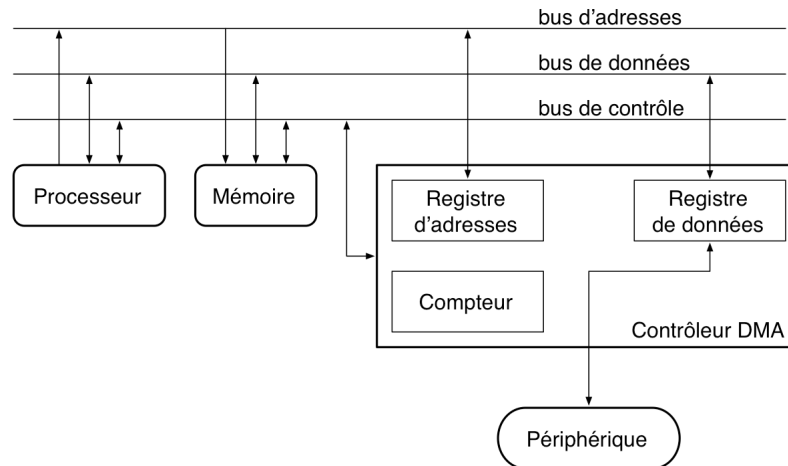 bus d'adresses
bus de données
bus de contrôle
Processeur
Mémoire
Registre
d'adresses
Registre
de données
Compteur
Contrôleur DMA
Périphérique